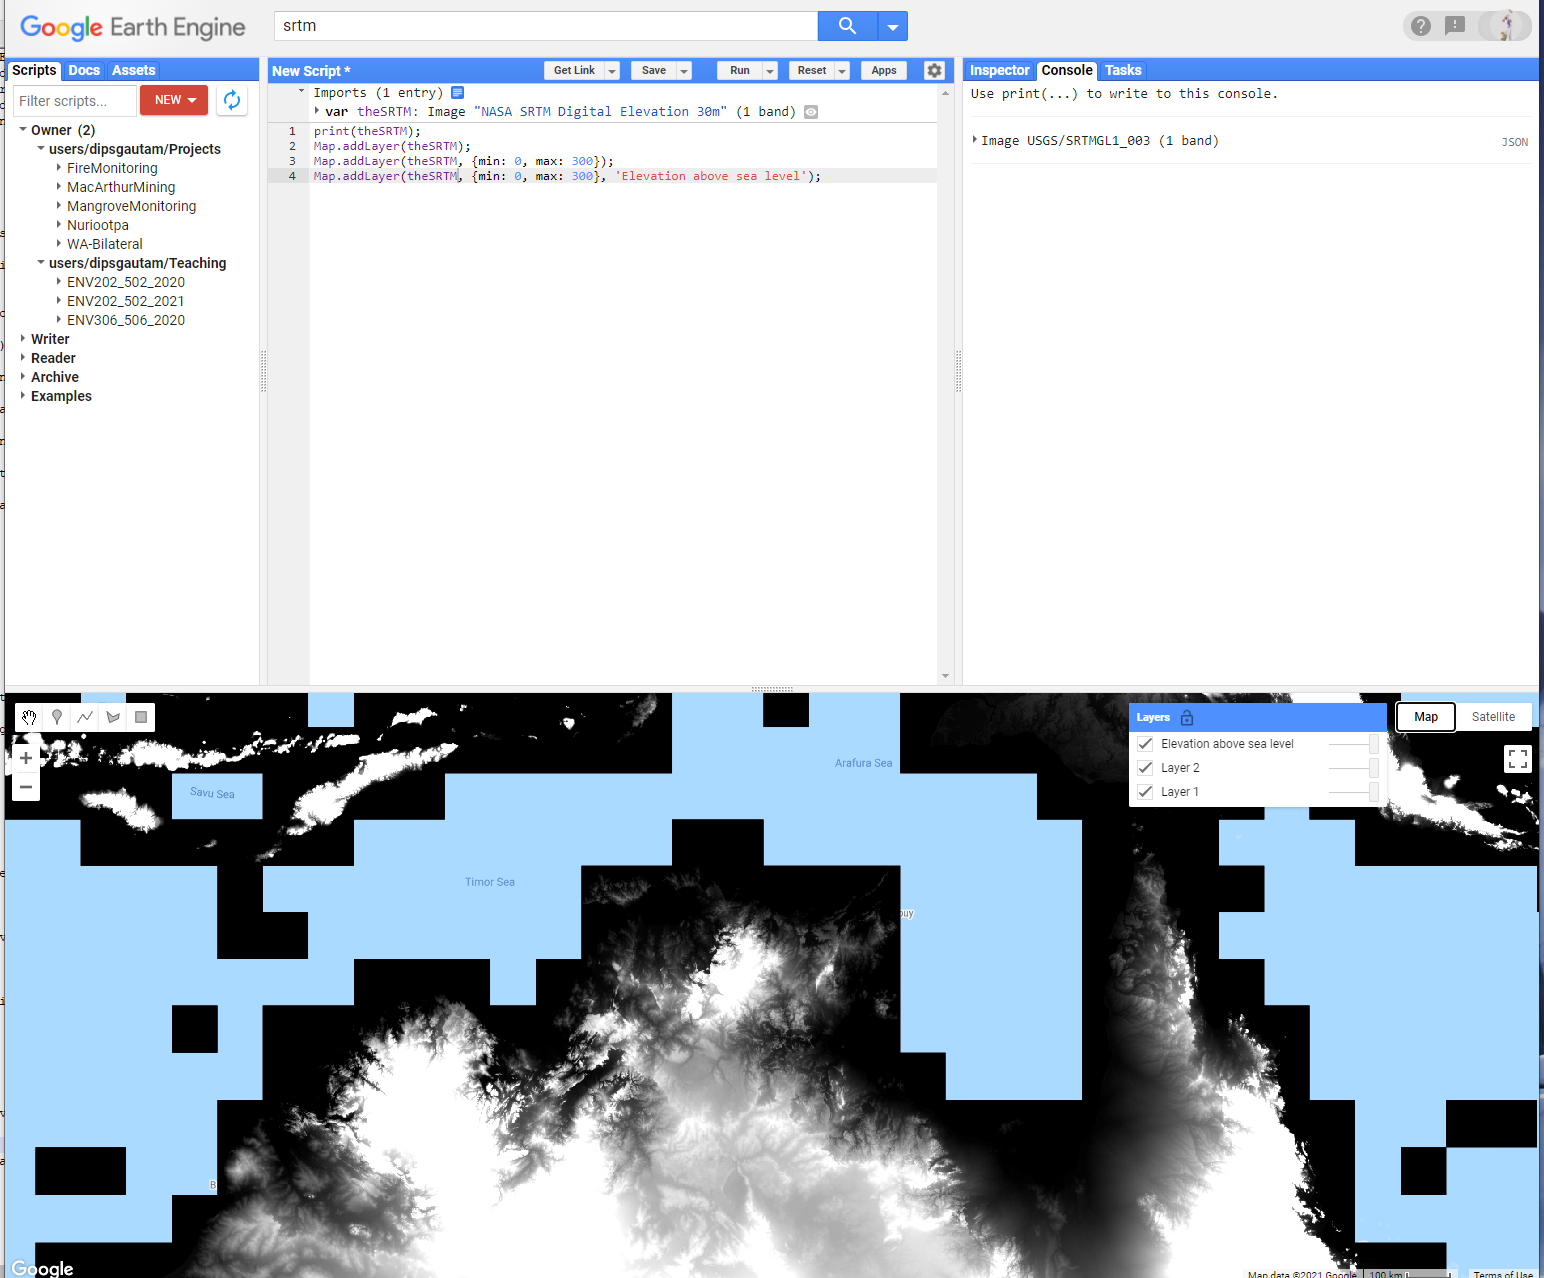 Google Earth Engine
srtm
Scripts Docs Assets
Filter scripts...
NEW
Owner (2)
users/dipsgautam/Projects
FireMonitoring
MacArthurMining
MangroveMonitoring
Nuriootpa
WA-Bilateral
users/dipsgautam/Teaching
ENV202_502_2020
ENV202_502_2021
ENV306_506_2020
Writer
Reader
Archive
Examples
New Script *
Get Link Save Run Reset Apps
Imports (1 entry)
var theSRTM: Image "NASA SRTM Digital Elevation 30m" (1 band)
1 print(theSRTM);
2 Map.addLayer(theSRTM);
3 Map.addLayer(theSRTM, {min: 0, max: 300});
4 Map.addLayer(theSRTM, {min: 0, max: 300}, 'Elevation above sea level');
Inspector Console Tasks
Use print(...) to write to this console.
Image USGS/SRTMGL1_003 (1 band) JSON
Layers
Elevation above sea level
Layer 2
Layer 1
Map Satellite
Arafura Sea
Savu Sea
Timor Sea
B
Google
Map data ©2021 Google 100 km Terms of Use